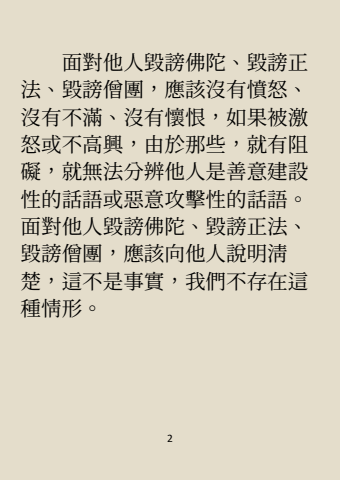 面對他人毀謗佛陀、毀謗正
法、毀謗僧團，應該沒有憤怒、
沒有不滿、沒有懷恨，如果被激
怒或不高興，由於那些，就有阻
礙，就無法分辨他人是善意建設
性的話語或惡意攻擊性的話語。
面對他人毀謗佛陀、毀謗正法、
毀謗僧團，應該向他人說明清
楚，這不是事實，我們不存在這
種情形。
2